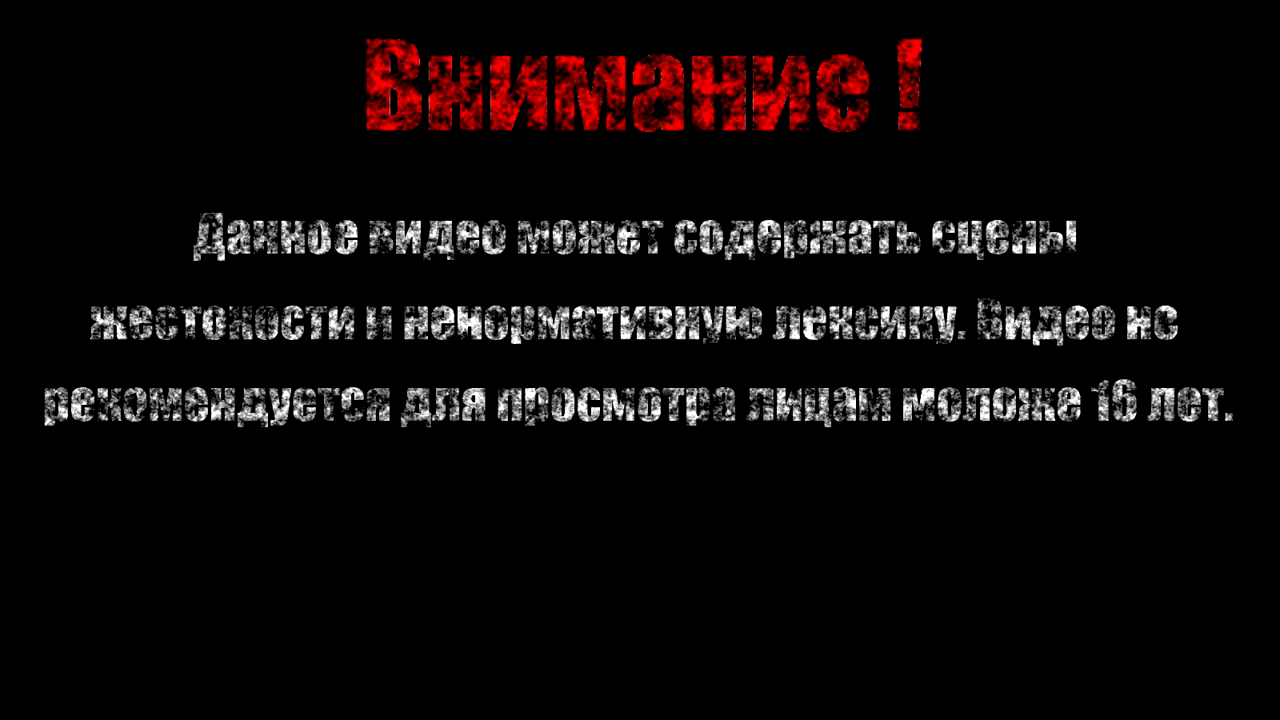 Внимание !
Данное видео может содержать сцены
жестокости и ненормативную лексику. Видео не
рекомендуется для просмотра лицам моложе 16 лет.